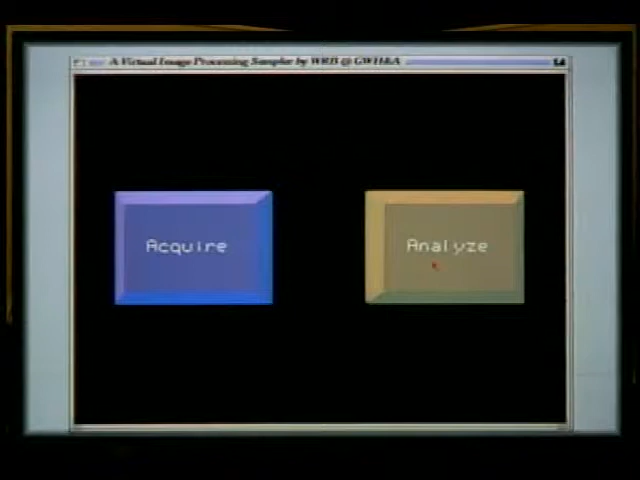 A Virtual Image Processing Sampler by WRB @ GWH&A
Acquire
Analyze